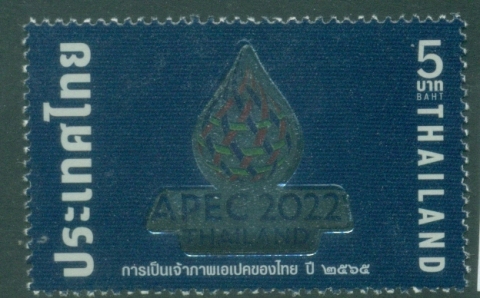 ประเทศไทย
5
บาท
BAHT
THAILAND
APEC 2022
THAILAND
การเป็นเจ้าภาพเอเปคของไทย ปี ๒๕๖๕